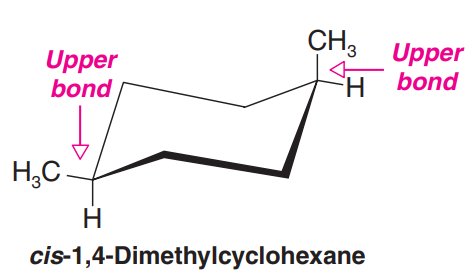 CH₃
Upper
bond
Upper
bond
H
H₃C
H
cis-1,4-Dimethylcyclohexane